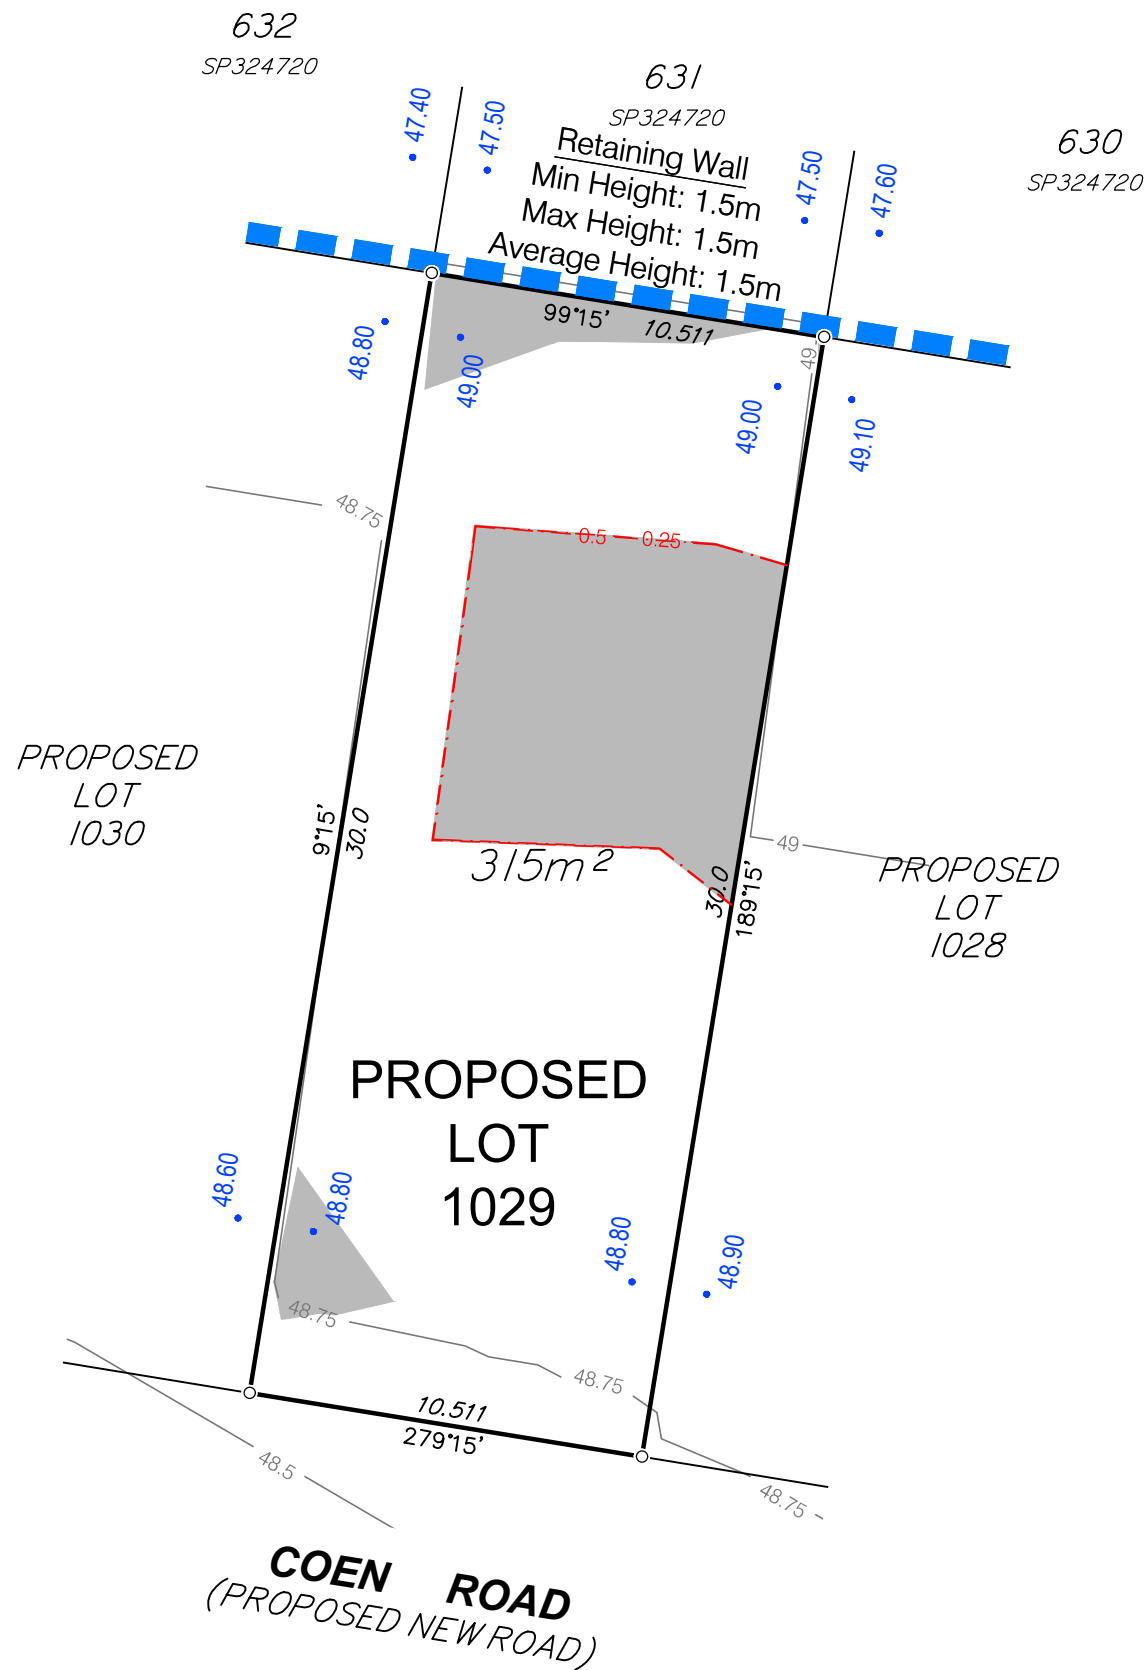 632
SP324720
631
SP324720
630
SP324720
47.40
47.50
Retaining Wall
Min Height: 1.5m
Max Height: 1.5m
Average Height: 1.5m
47.50
47.60
99°15'
10.511
48.80
49.00
49
49.00
49.10
48.75
0.5
0.25
PROPOSED
LOT
1030
9°15'
30.0
315m²
30.0
189°15'
49
PROPOSED
LOT
1028
PROPOSED
LOT
1029
48.60
48.80
48.80
48.90
48.75
48.75
10.511
279°15'
48.5
48.75
COEN ROAD
(PROPOSED NEW ROAD)